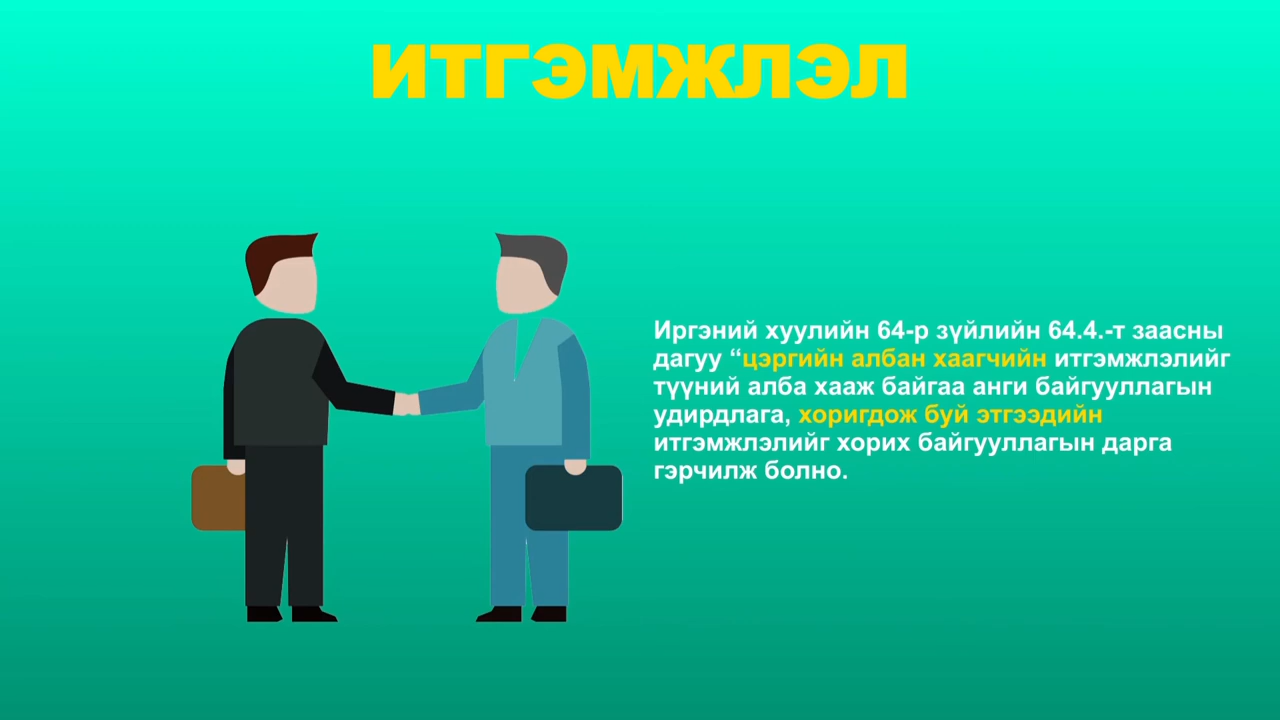 ИТГЭМЖЛЭЛ
Иргэний хуулийн 64-р зүйлийн 64.4.-т заасны
дагуу “цэргийн албан хаагчийн итгэмжлэлийг
түүний алба хааж байгаа анги байгууллагын
удирдлага, хоригдож буй этгээдийн
итгэмжлэлийг хорих байгууллагын дарга
гэрчилж болно.